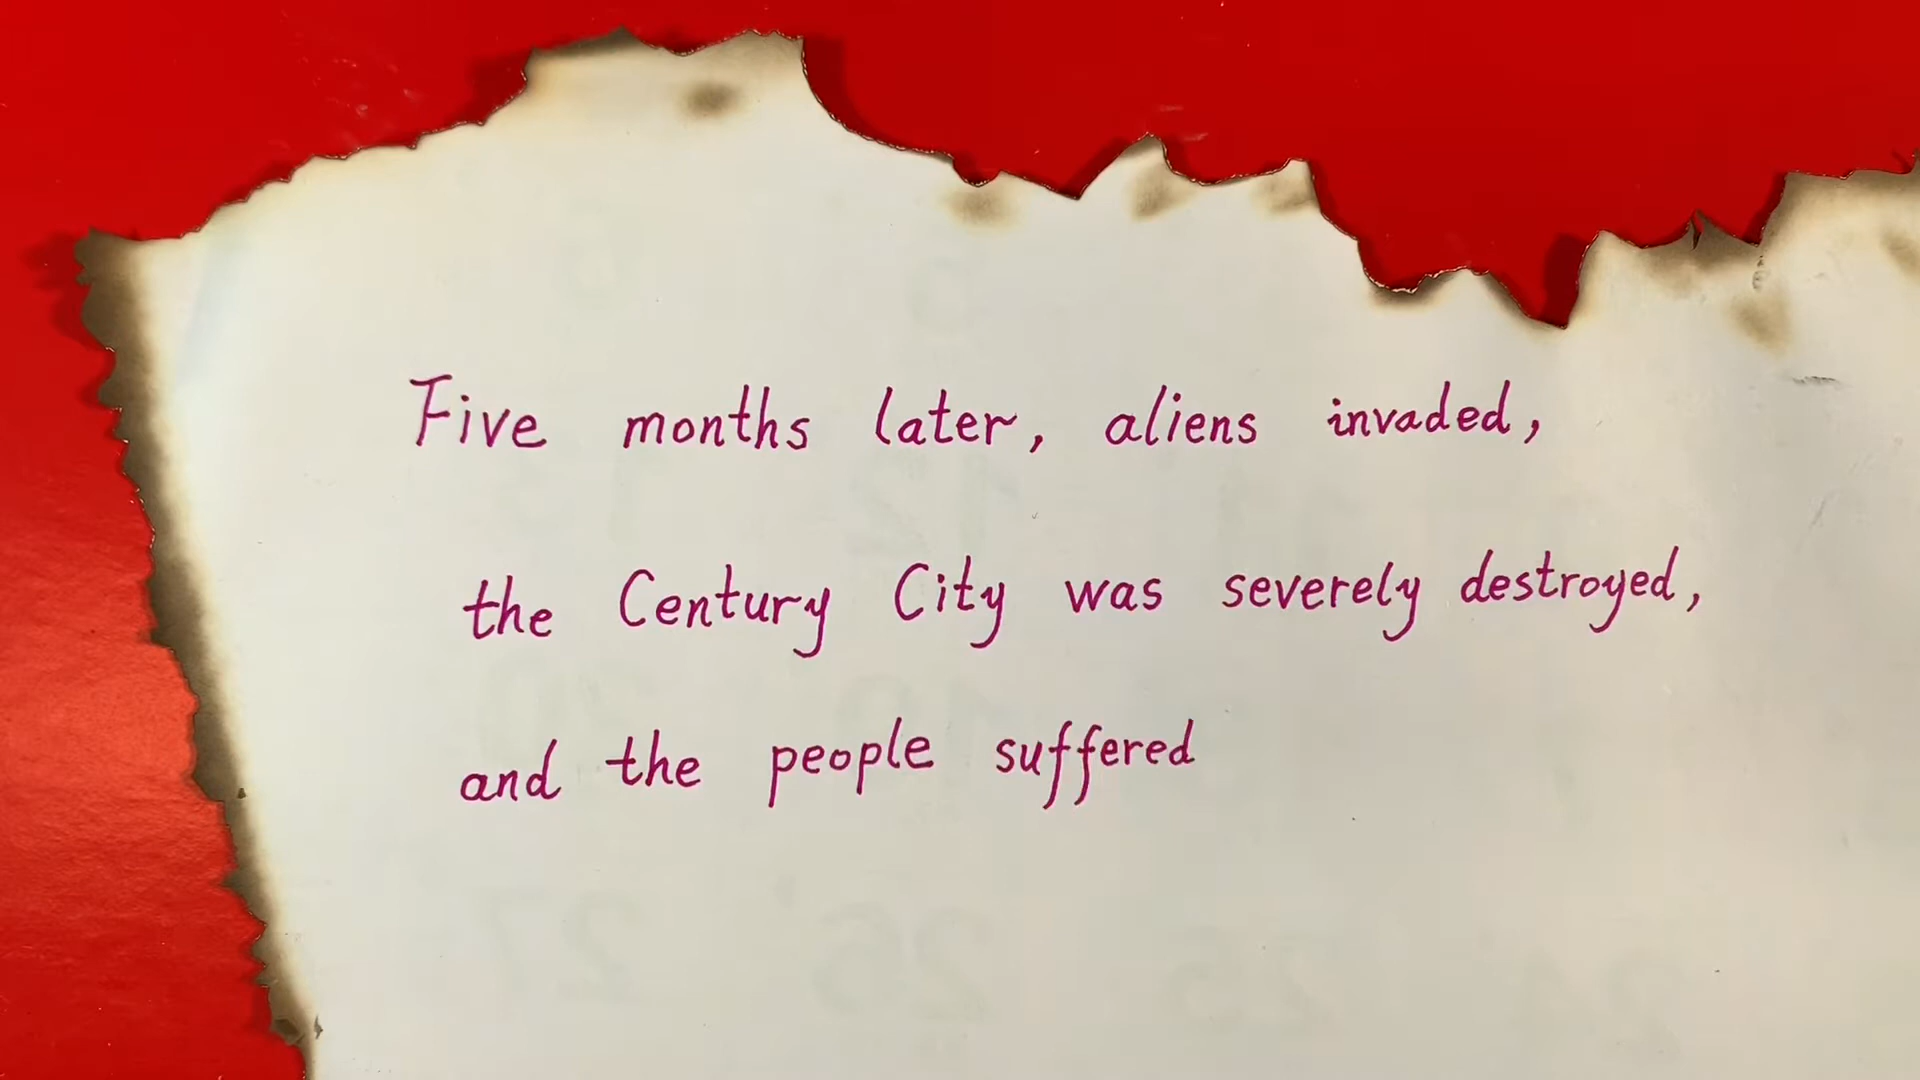 Five months later, aliens invaded,
the Century City was severely destroyed,
and the people suffered